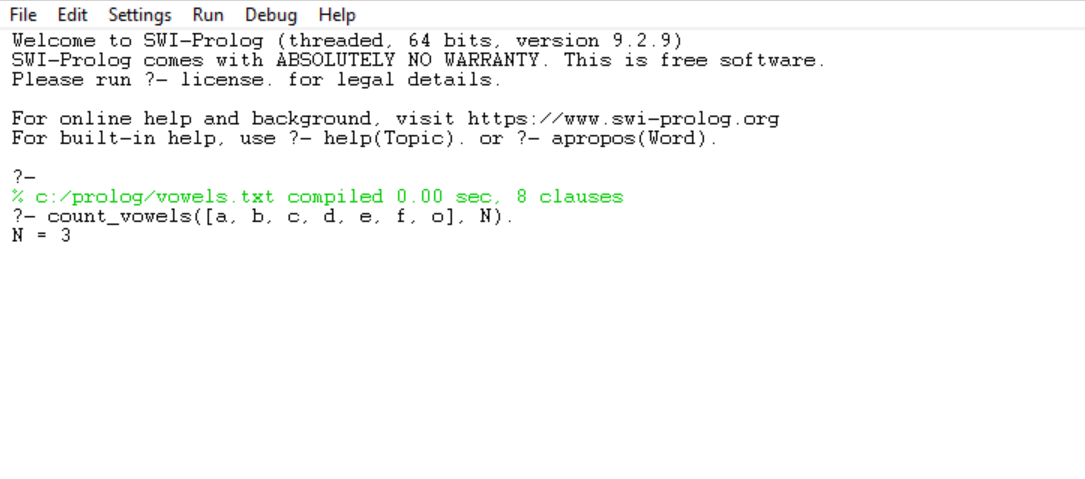 File Edit Settings Run Debug Help
Welcome to SWI-Prolog (threaded, 64 bits, version 9.2.9)
SWI-Prolog comes with ABSOLUTELY NO WARRANTY. This is free software.
Please run ?- license. for legal details.
For online help and background, visit https://www.swi-prolog.org
For built-in help, use ?- help(Topic). or ?- apropos(Word).
?-
% c:/prolog/vowels.txt compiled 0.00 sec, 8 clauses
?- count_vowels([a, b, c, d, e, f, o], N).
N = 3